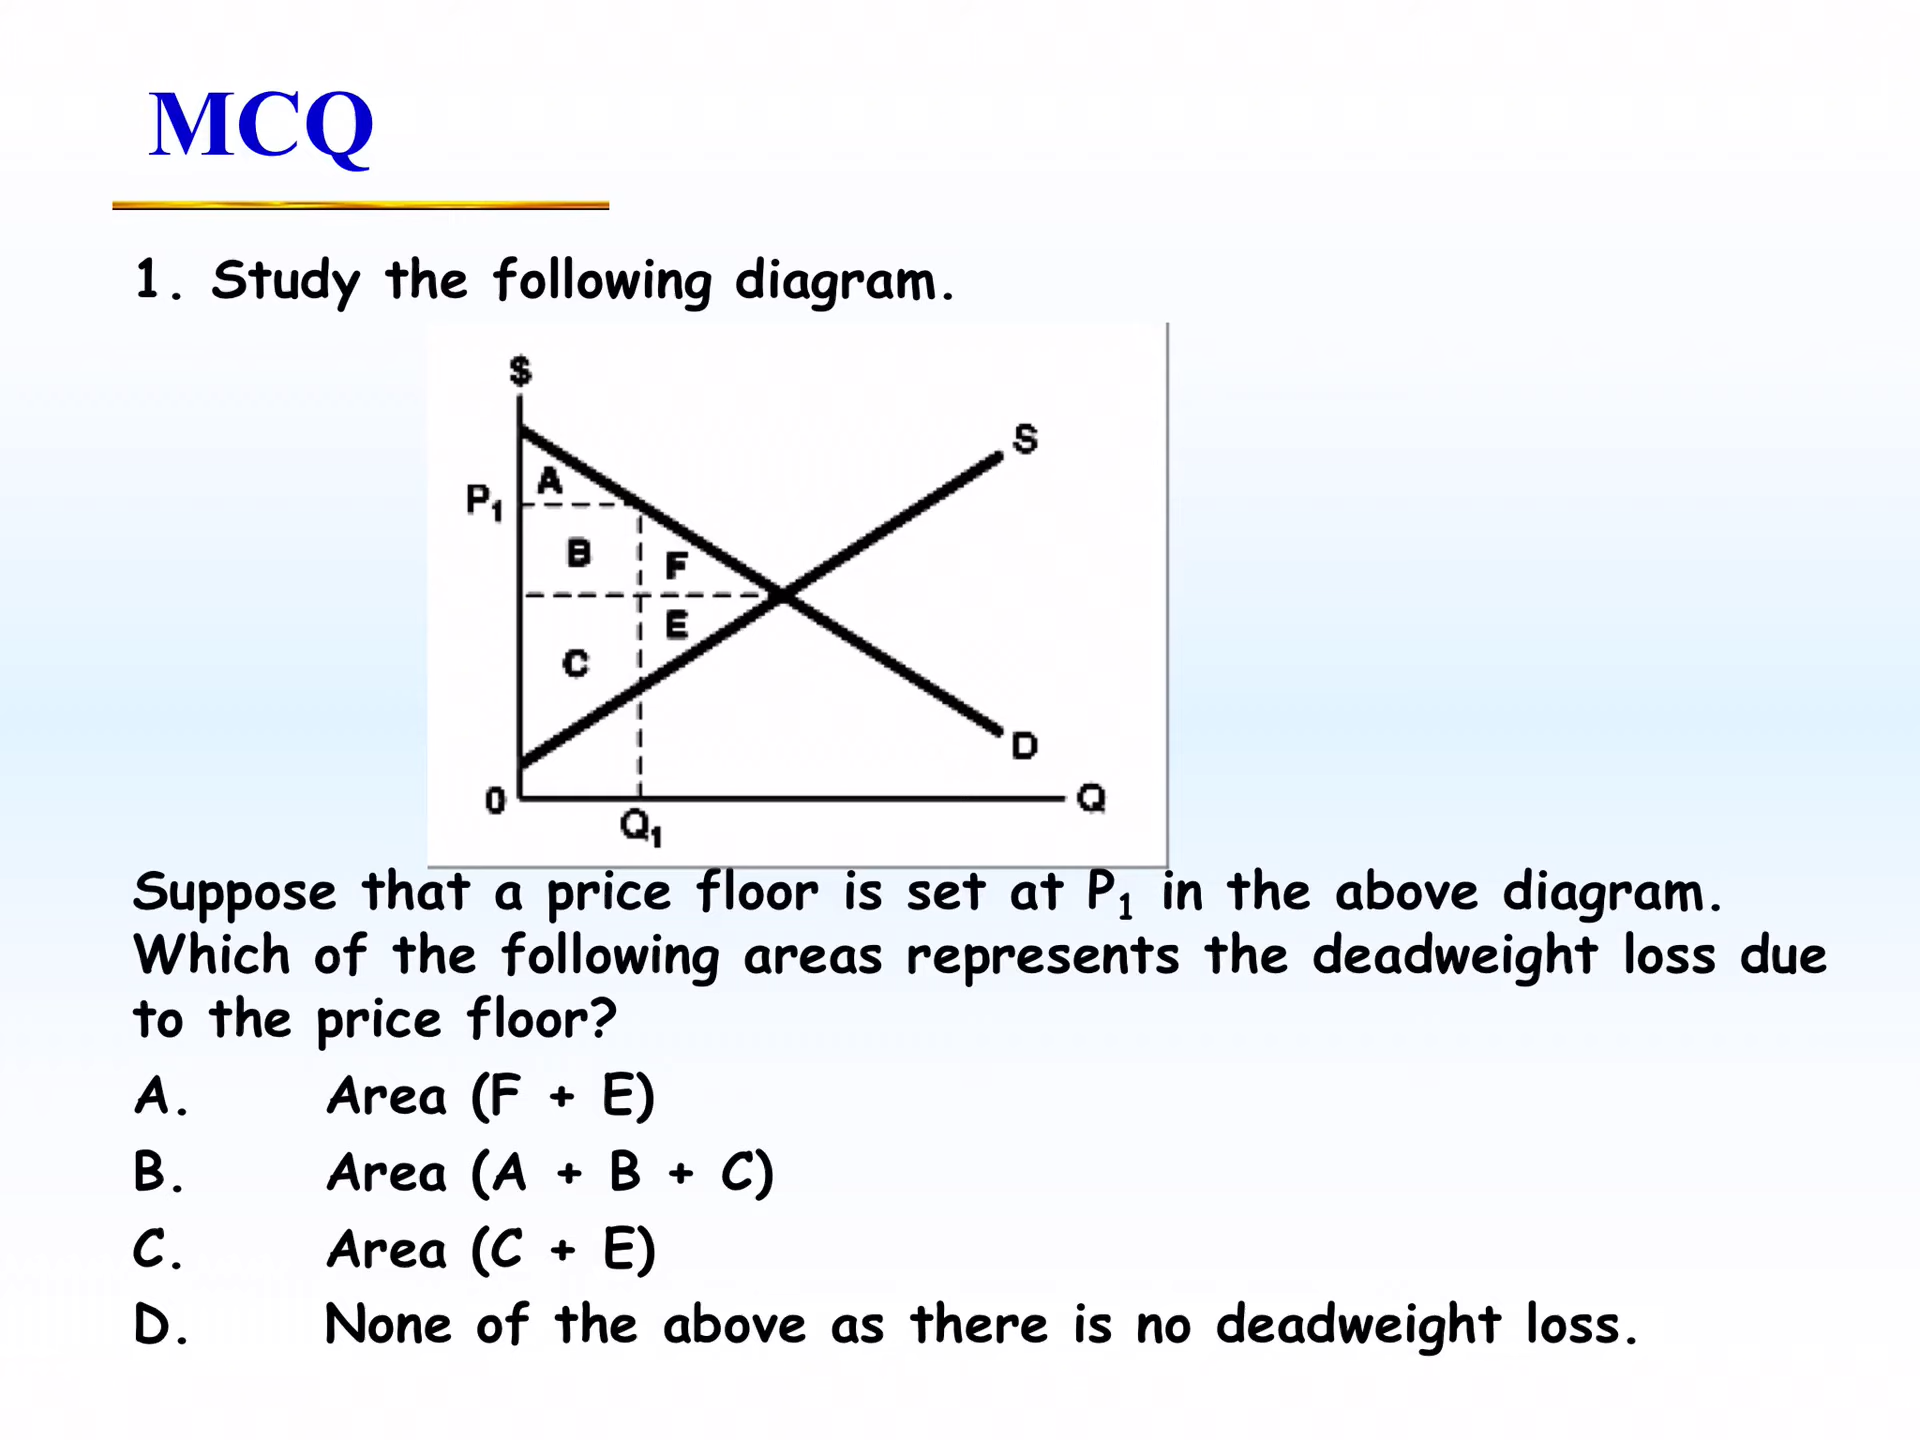 MCQ
1. Study the following diagram.
$
S
A
P₁
B
F
E
C
D
0
Q
Q₁
Suppose that a price floor is set at P₁ in the above diagram.
Which of the following areas represents the deadweight loss due
to the price floor?
A. Area (F + E)
B. Area (A + B + C)
C. Area (C + E)
D. None of the above as there is no deadweight loss.